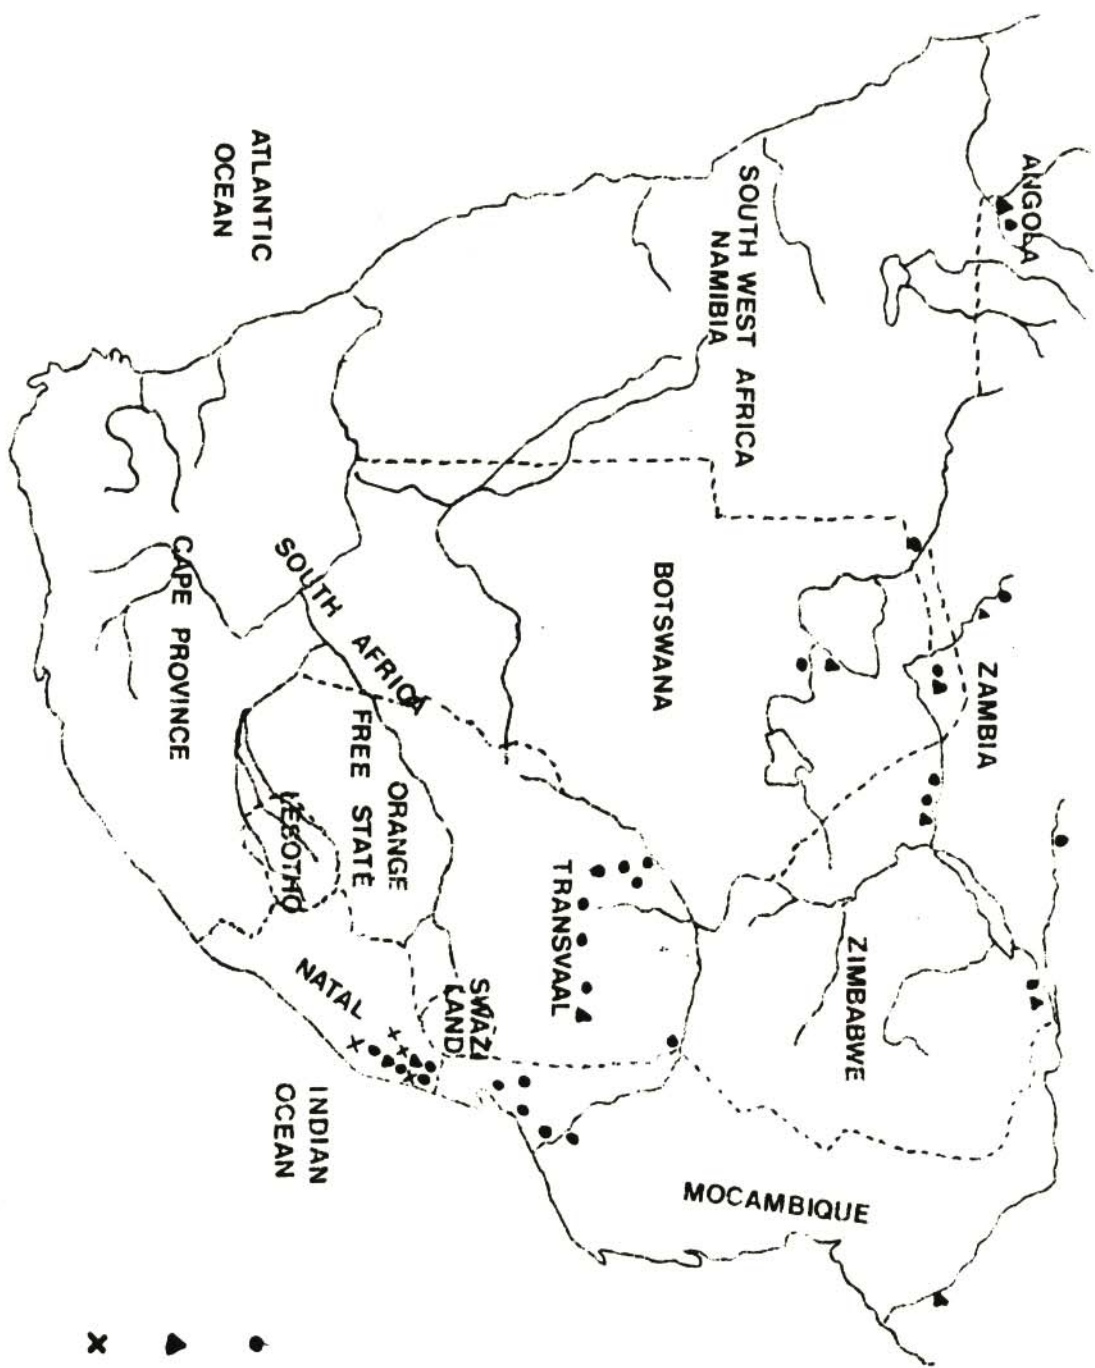 ANGOLA
ZAMBIA
SOUTH WEST AFRICA
NAMIBIA
BOTSWANA
ZIMBABWE
MOCAMBIQUE
TRANSVAAL
SWAZI
LAND
ORANGE
FREE STATE
SOUTH AFRICA
LESOTHO
NATAL
CAPE PROVINCE
ATLANTIC
OCEAN
INDIAN
OCEAN